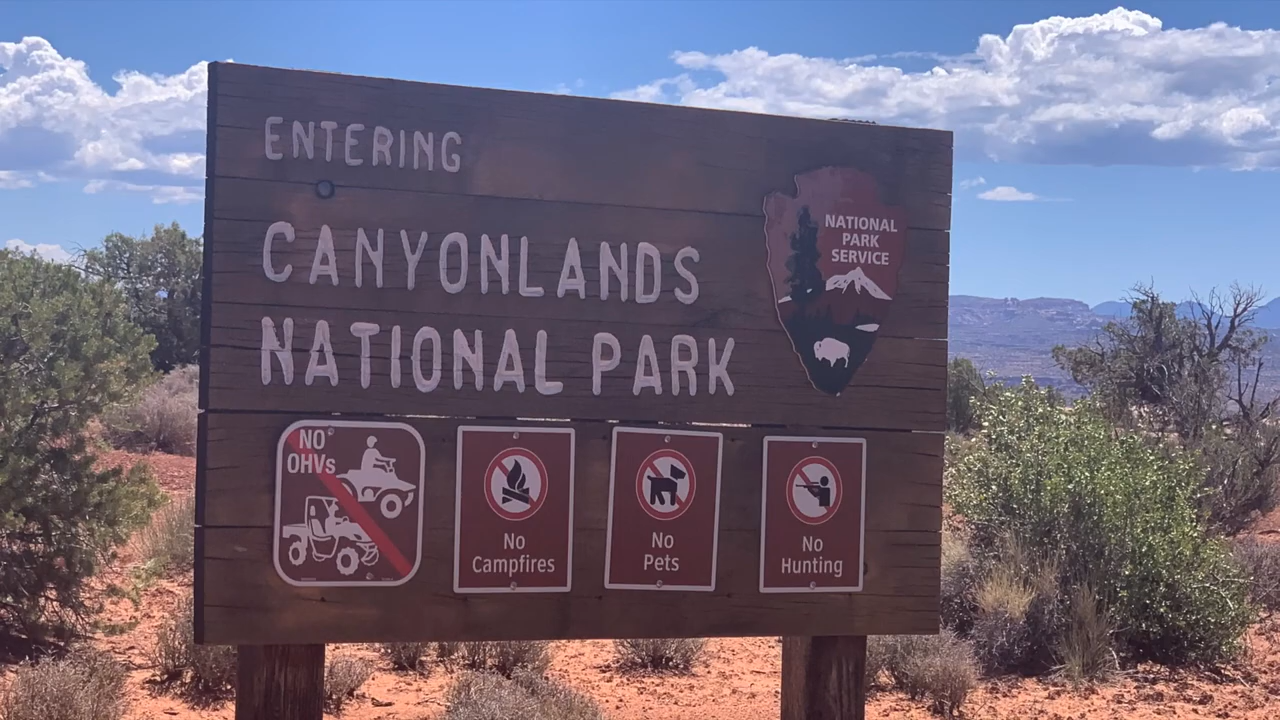 ENTERING
CANYONLANDS
NATIONAL PARK
NATIONAL
PARK
SERVICE
NO
OHVs
No
Campfires
No
Pets
No
Hunting